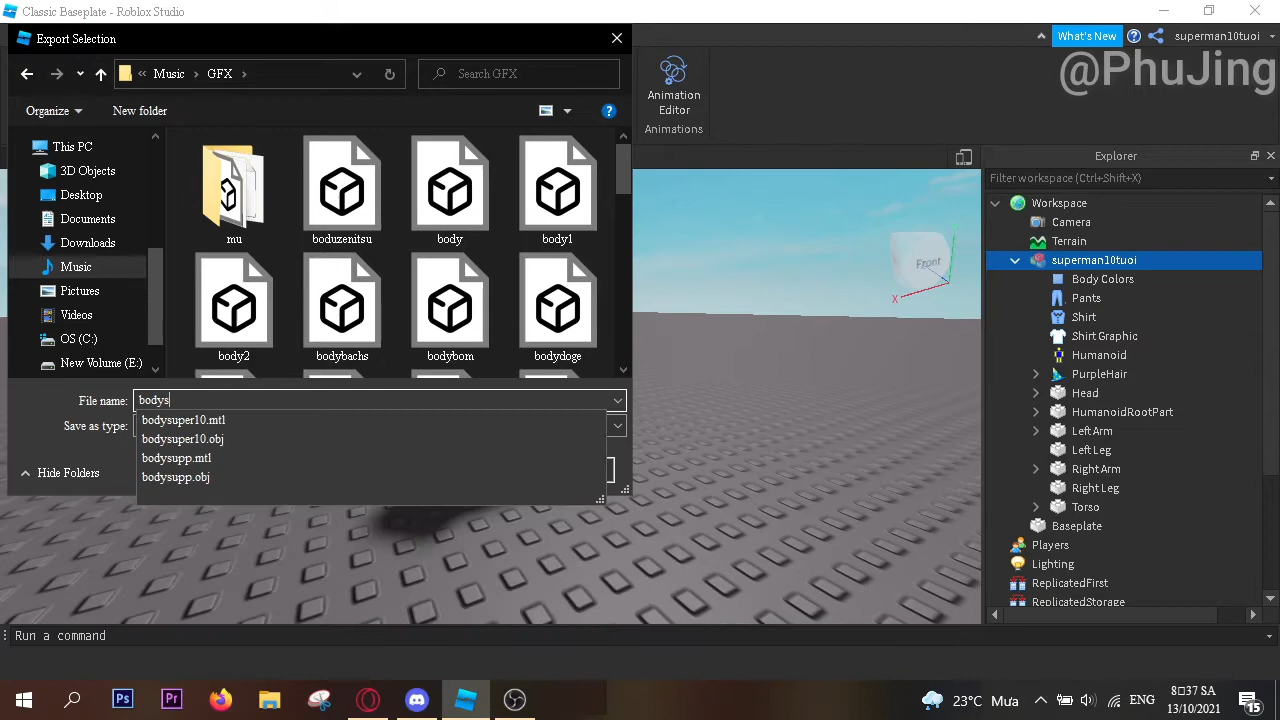 Classic Baseplate - Roblox Studio
Export Selection
What's New
superman10tuoi
@PhuJing
Music
GFX
Search GFX
Organize
New folder
Animation
Editor
Animations
This PC
3D Objects
Desktop
Documents
Downloads
Music
Pictures
Videos
OS (C:)
New Volume (E:)
mu
boduzenitsu
body
body1
body2
bodybachs
bodybom
bodydoge
File name:
bodys
Save as type:
bodysuper10.mtl
bodysuper10.obj
bodysupp.mtl
bodysupp.obj
Hide Folders
Front
X
Explorer
Filter workspace (Ctrl+Shift+X)
Workspace
Camera
Terrain
superman10tuoi
Body Colors
Pants
Shirt
Shirt Graphic
Humanoid
PurpleHair
Head
HumanoidRootPart
Left Arm
Left Leg
Right Arm
Right Leg
Torso
Baseplate
Players
Lighting
ReplicatedFirst
ReplicatedStorage
Run a command
Ps
Pr
23°C Mua
ENG
8□37 SA
13/10/2021
15